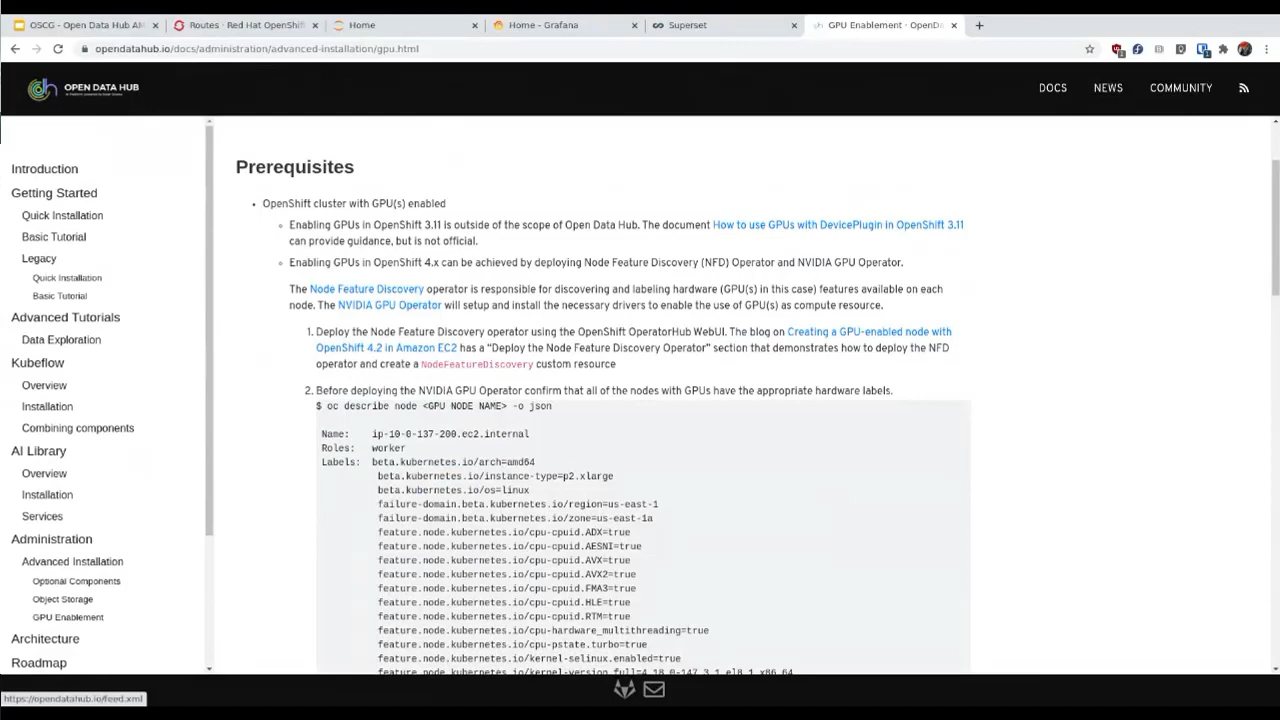 OSCG - Open Data Hub AM
Routes · Red Hat OpenShift
Home
Home - Grafana
Superset
GPU Enablement · OpenDa
opendatahub.io/docs/administration/advanced-installation/gpu.html
OPEN DATA HUB
DOCS
NEWS
COMMUNITY
Introduction
Getting Started
Quick Installation
Basic Tutorial
Legacy
Quick Installation
Basic Tutorial
Advanced Tutorials
Data Exploration
Kubeflow
Overview
Installation
Combining components
AI Library
Overview
Installation
Services
Administration
Advanced Installation
Optional Components
Object Storage
GPU Enablement
Architecture
Roadmap
Prerequisites
OpenShift cluster with GPU(s) enabled
Enabling GPUs in OpenShift 3.11 is outside of the scope of Open Data Hub. The document How to use GPUs with DevicePlugin in OpenShift 3.11
can provide guidance, but is not official.
Enabling GPUs in OpenShift 4.x can be achieved by deploying Node Feature Discovery (NFD) Operator and NVIDIA GPU Operator.
The Node Feature Discovery operator is responsible for discovering and labeling hardware (GPU(s) in this case) features available on each
node. The NVIDIA GPU Operator will setup and install the necessary drivers to enable the use of GPU(s) as compute resource.
1. Deploy the Node Feature Discovery operator using the OpenShift OperatorHub WebUI. The blog on Creating a GPU-enabled node with
OpenShift 4.2 in Amazon EC2 has a “Deploy the Node Feature Discovery Operator” section that demonstrates how to deploy the NFD
operator and create a NodeFeatureDiscovery custom resource
2. Before deploying the NVIDIA GPU Operator confirm that all of the nodes with GPUs have the appropriate hardware labels.
$ oc describe node <GPU NODE NAME> -o json
Name: ip-10-0-137-200.ec2.internal
Roles: worker
Labels: beta.kubernetes.io/arch=amd64
beta.kubernetes.io/instance-type=p2.xlarge
beta.kubernetes.io/os=linux
failure-domain.beta.kubernetes.io/region=us-east-1
failure-domain.beta.kubernetes.io/zone=us-east-1a
feature.node.kubernetes.io/cpu-cpuid.ADX=true
feature.node.kubernetes.io/cpu-cpuid.AESNI=true
feature.node.kubernetes.io/cpu-cpuid.AVX=true
feature.node.kubernetes.io/cpu-cpuid.AVX2=true
feature.node.kubernetes.io/cpu-cpuid.FMA3=true
feature.node.kubernetes.io/cpu-cpuid.HLE=true
feature.node.kubernetes.io/cpu-cpuid.RTM=true
feature.node.kubernetes.io/cpu-hardware_multithreading=true
feature.node.kubernetes.io/cpu-pstate.turbo=true
feature.node.kubernetes.io/kernel-selinux.enabled=true
feature.node.kubernetes.io/kernel-version.full=4.18.0-147.3.1.el8_1.x86_64
https://opendatahub.io/feed.xml